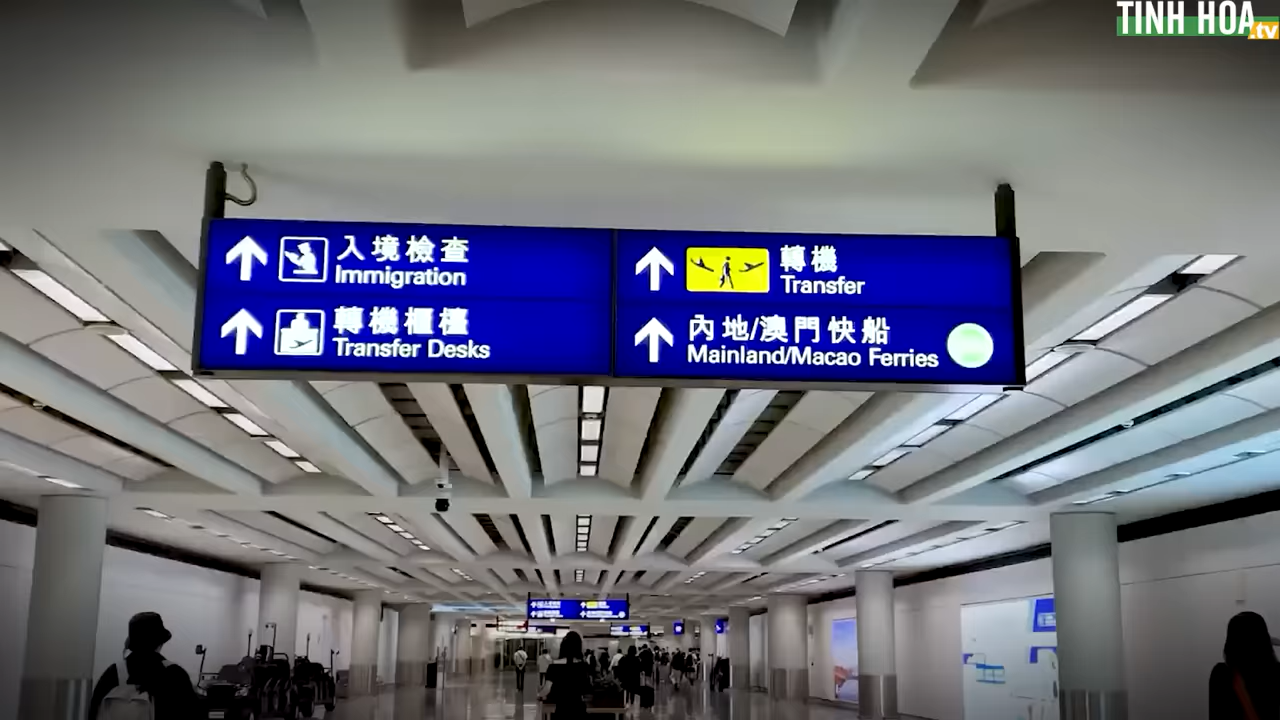 TINH HOA
.tv
入境檢查
Immigration
轉機櫃檯
Transfer Desks
轉機
Transfer
內地/澳門快船
Mainland/Macao Ferries